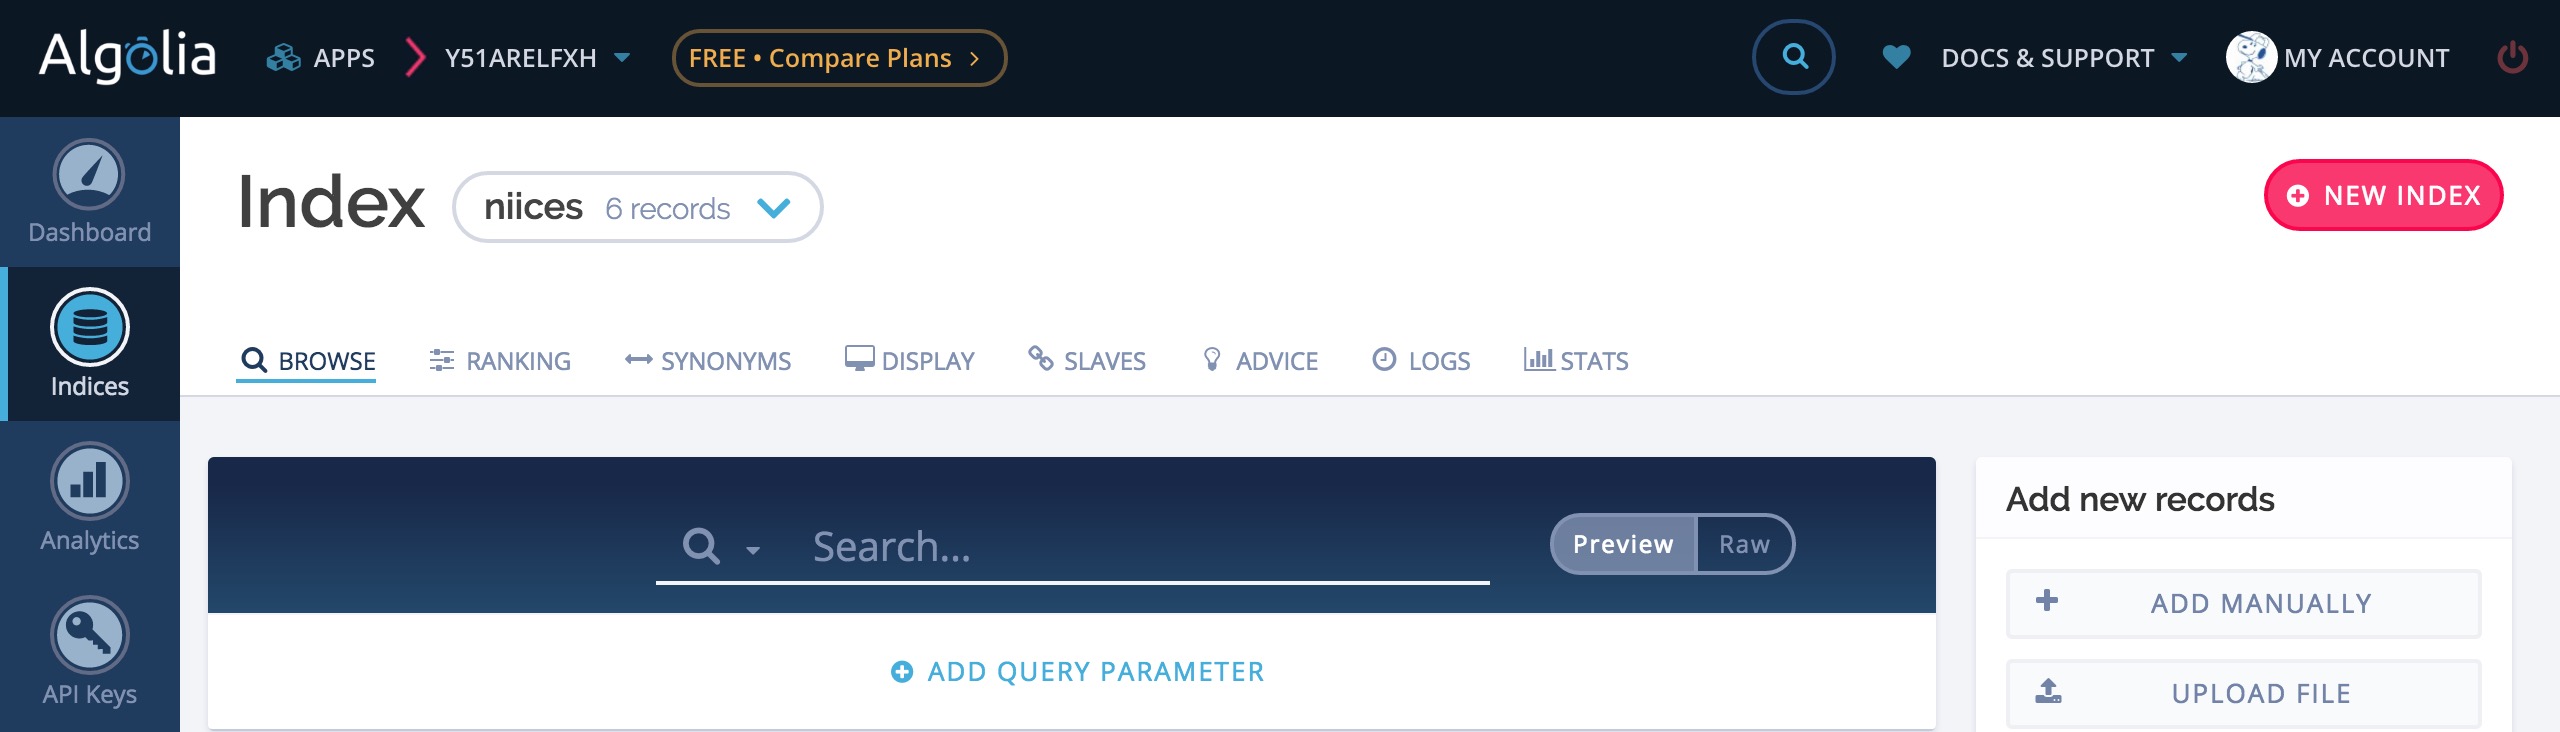 Algolia APPS Y51ARELFXH FREE • Compare Plans > DOCS & SUPPORT MY ACCOUNT
Dashboard
Indices
Analytics
API Keys
Index niices 6 records
NEW INDEX
BROWSE RANKING SYNONYMS DISPLAY SLAVES ADVICE LOGS STATS
Search...
Preview Raw
ADD QUERY PARAMETER
Add new records
ADD MANUALLY
UPLOAD FILE